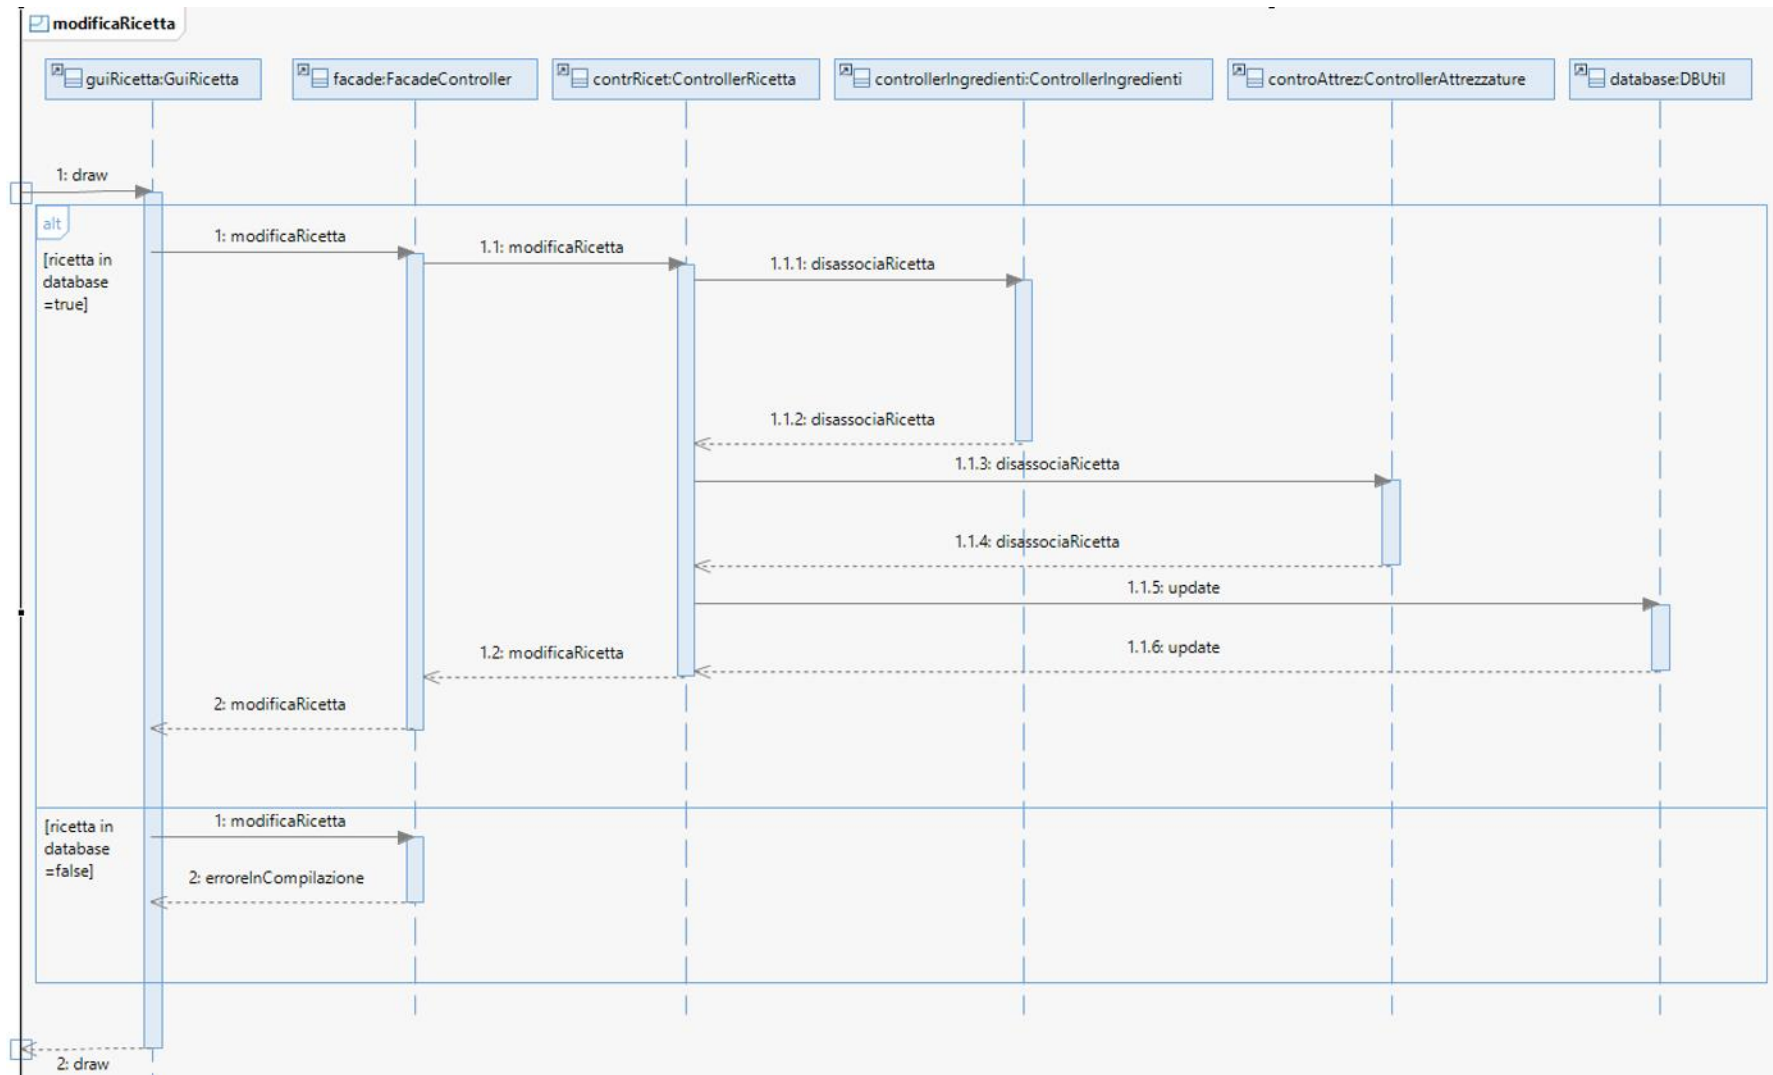 modificaRicetta
guiRicetta:GuiRicetta
facade:FacadeController
contrRicet:ControllerRicetta
controllerIngredienti:ControllerIngredienti
controAttrez:ControllerAttrezzature
database:DBUtil
1: draw
alt
[ricetta in
database
=true]
1: modificaRicetta
1.1: modificaRicetta
1.1.1: disassociaRicetta
1.1.2: disassociaRicetta
1.1.3: disassociaRicetta
1.1.4: disassociaRicetta
1.1.5: update
1.1.6: update
1.2: modificaRicetta
2: modificaRicetta
[ricetta in
database
=false]
1: modificaRicetta
2: erroreInCompilazione
2: draw